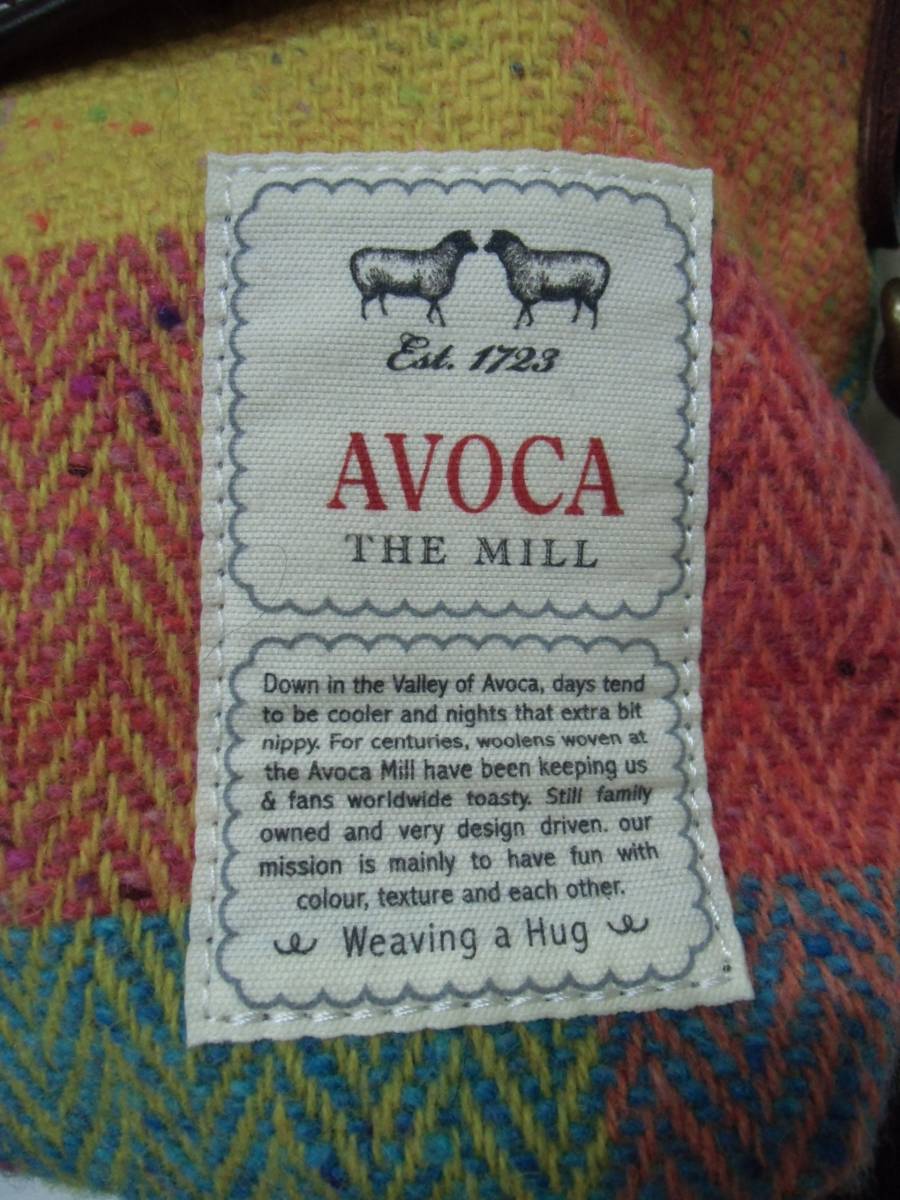 Est. 1723
AVOCA
THE MILL
Down in the Valley of Avoca, days tend
to be cooler and nights that extra bit
nippy. For centuries, woolens woven at
the Avoca Mill have been keeping us
& fans worldwide toasty. Still family
owned and very design driven. our
mission is mainly to have fun with
colour, texture and each other.
Weaving a Hug